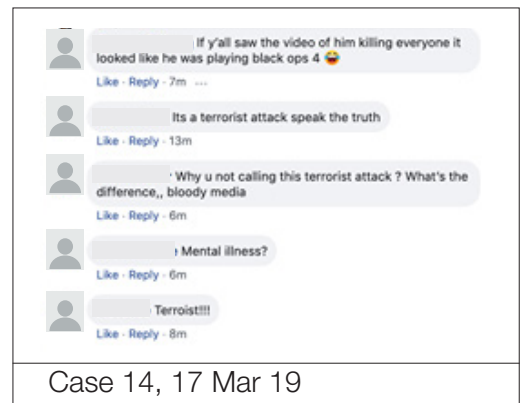 If y'all saw the video of him killing everyone it
looked like he was playing black ops 4 😂
Like · Reply · 7m ...
Its a terrorist attack speak the truth
Like · Reply · 13m
Why u not calling this terrorist attack ? What's the
difference,, bloody media
Like · Reply · 6m
Mental illness?
Like · Reply · 6m
Terroist!!!!
Like · Reply · 8m
Case 14, 17 Mar 19